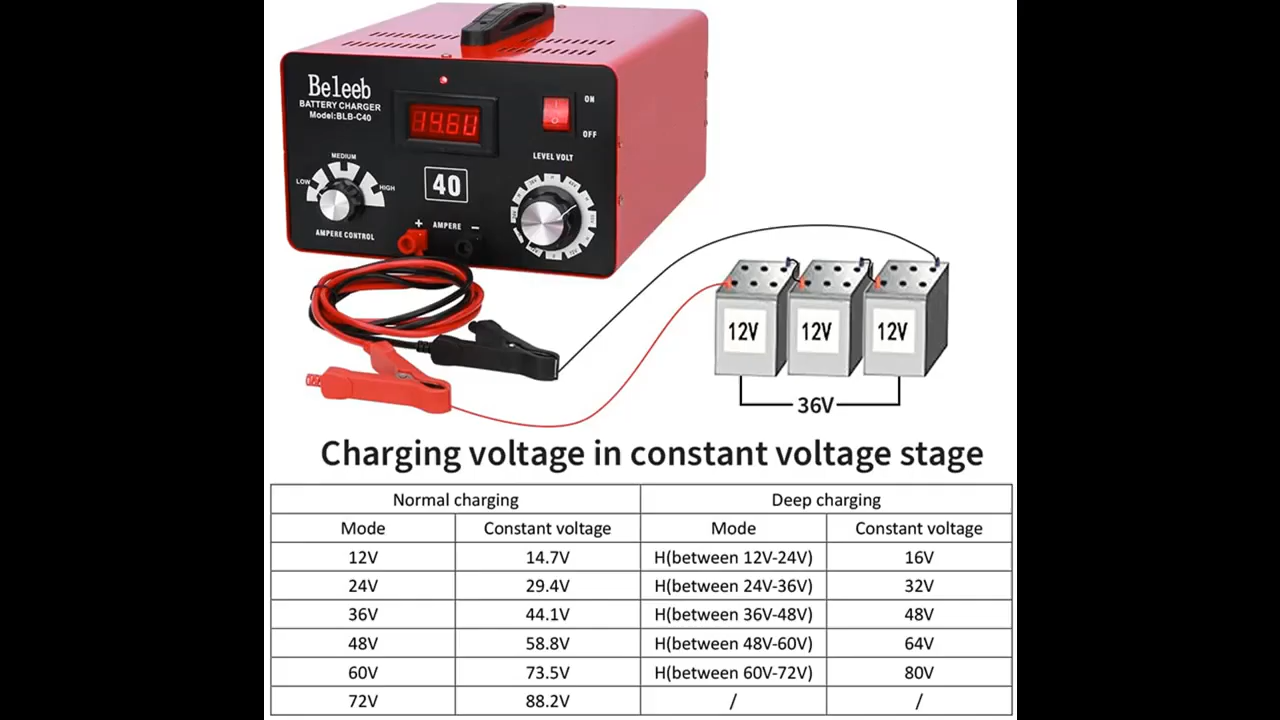 Beleeb
BATTERY CHARGER
Model:BLB-C40
14.6V
ON
OFF
LEVEL VOLT
MEDIUM
LOW
HIGH
40
+ AMPERE −
AMPERE CONTROL
12V 12V 12V
36V
Charging voltage in constant voltage stage
Normal charging Deep charging
Mode Constant voltage Mode Constant voltage
12V 14.7V H(between 12V-24V) 16V
24V 29.4V H(between 24V-36V) 32V
36V 44.1V H(between 36V-48V) 48V
48V 58.8V H(between 48V-60V) 64V
60V 73.5V H(between 60V-72V) 80V
72V 88.2V / /